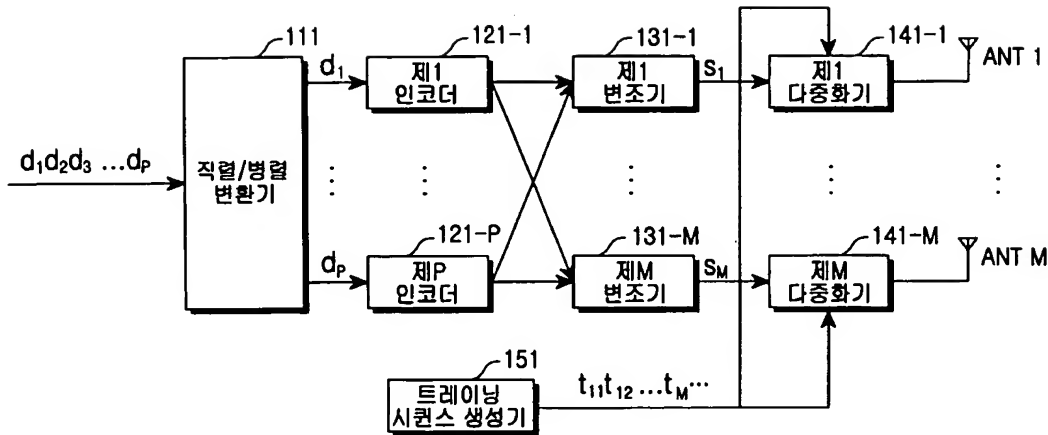 111
121-1
131-1
141-1
ANT 1
d₁
제1
인코더
제1
변조기
S₁
제1
다중화기
d₁d₂d₃ ...dₚ
직렬/병렬
변환기
121-P
131-M
141-M
ANT M
dₚ
제P
인코더
제M
변조기
S_M
제M
다중화기
151
트레이닝
시퀀스 생성기
t₁₁t₁₂ ...t_M...